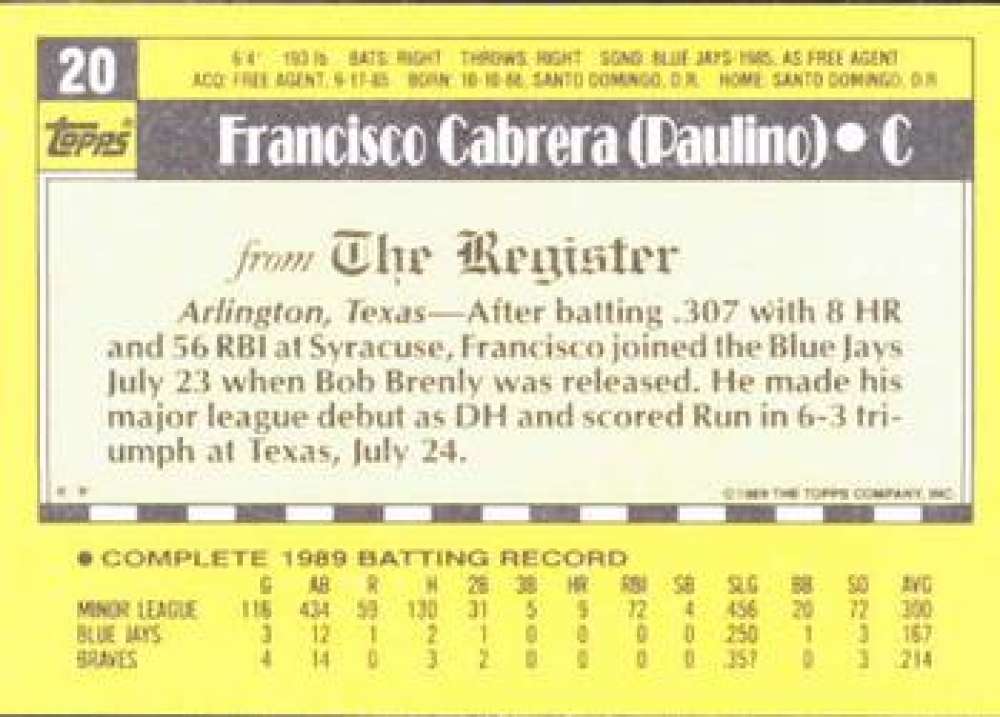 20
6'4" 193 lb BATS: RIGHT THROWS: RIGHT SGND: BLUE JAYS-1985, AS FREE AGENT
ACQ: FREE AGENT, 9-17-85 BORN: 10-10-66, SANTO DOMINGO, D.R. HOME: SANTO DOMINGO, D.R.
Topps®
Francisco Cabrera (Paulino) • C
from The Register
Arlington, Texas—After batting .307 with 8 HR
and 56 RBI at Syracuse, Francisco joined the Blue Jays
July 23 when Bob Brenly was released. He made his
major league debut as DH and scored Run in 6-3 tri-
umph at Texas, July 24.
* *
© 1989 THE TOPPS COMPANY, INC.
• COMPLETE 1989 BATTING RECORD
G AB R H 2B 3B HR RBI SB SLG BB SO AVG
MINOR LEAGUE 116 434 59 130 31 5 9 72 4 .456 20 72 .300
BLUE JAYS 3 12 1 2 1 0 0 0 0 .250 1 3 .167
BRAVES 4 14 0 3 2 0 0 0 0 .357 0 3 .214